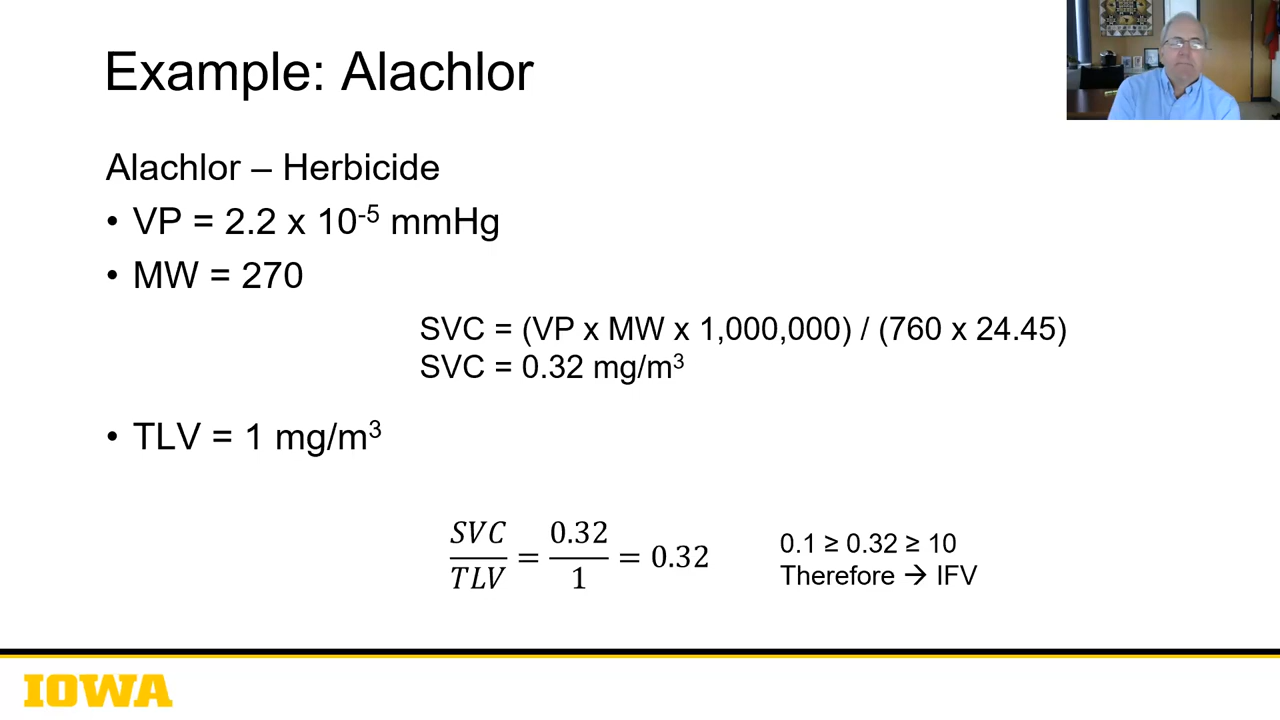 Example: Alachlor
Alachlor – Herbicide
• VP = 2.2 x 10⁻⁵ mmHg
• MW = 270
SVC = (VP x MW x 1,000,000) / (760 x 24.45)
SVC = 0.32 mg/m³
• TLV = 1 mg/m³
SVC/TLV = 0.32/1 = 0.32
0.1 ≥ 0.32 ≥ 10
Therefore → IFV
IOWA